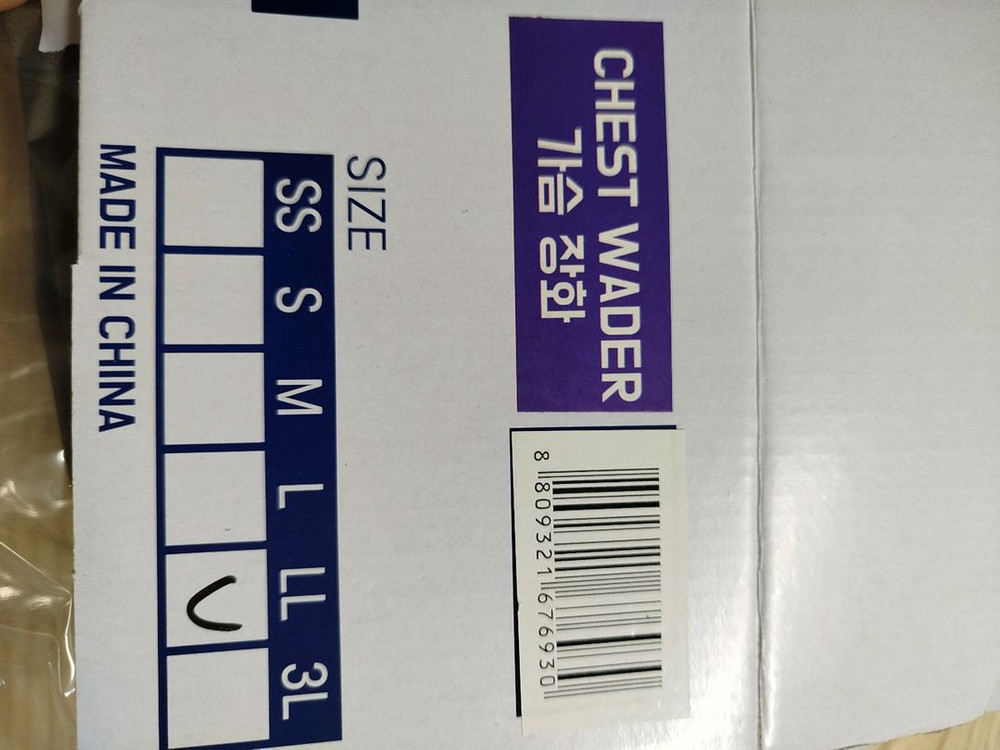 CHEST WADER
가슴 장화
8 809321 676930
SIZE
SS S M L LL 3L
MADE IN CHINA